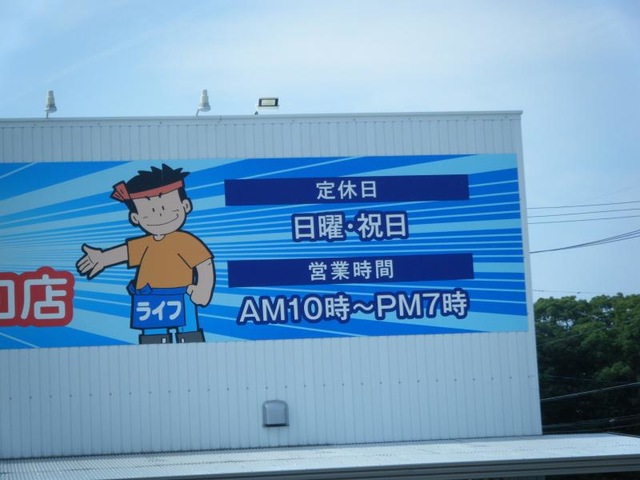 定休日
日曜・祝日
営業時間
AM10時～PM7時
店
ライフ